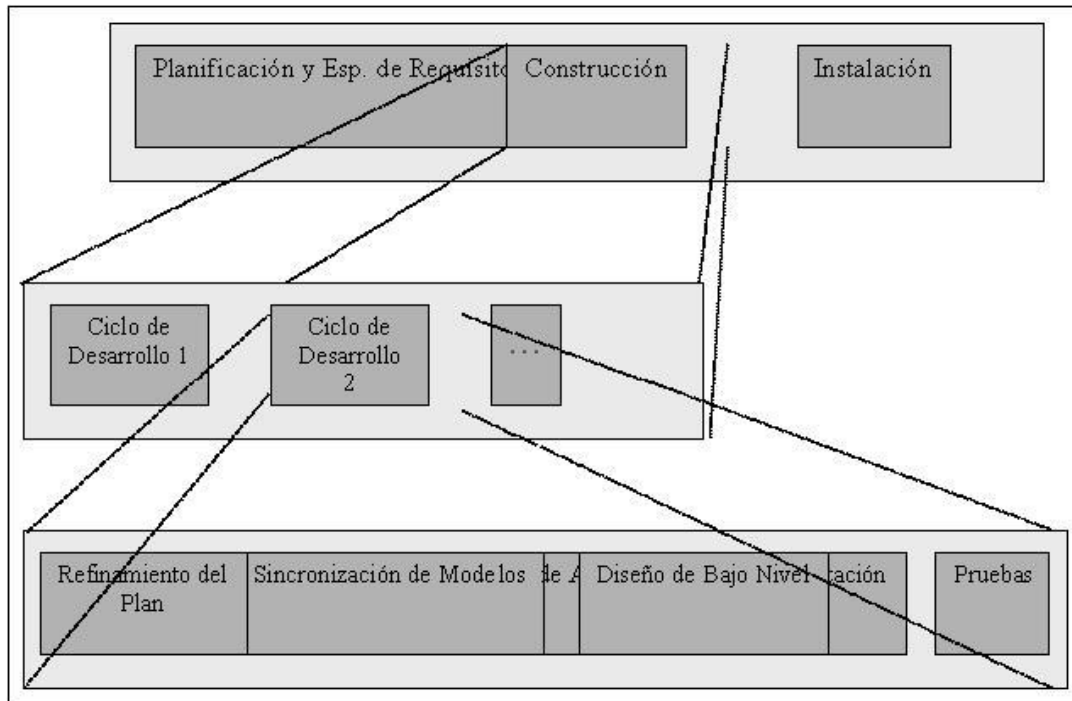 Planificación y Esp. de Requisito
Construcción
Instalación
Ciclo de
Desarrollo 1
Ciclo de
Desarrollo
2
...
Refinamiento del
Plan
Sincronización de Modelos
de A
Diseño de Bajo Nivel
tación
Pruebas